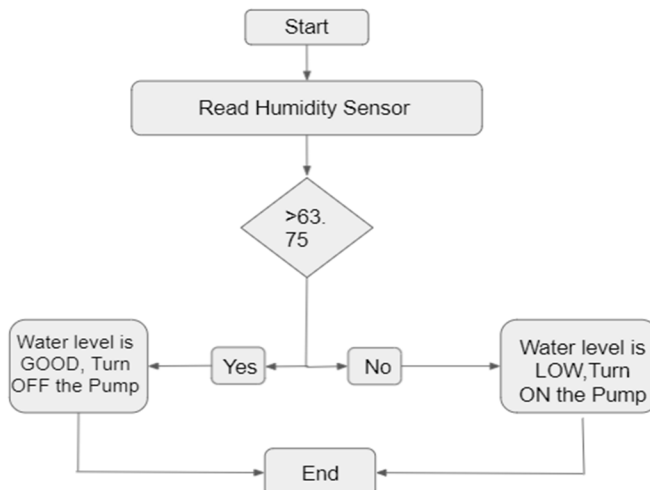 Start
Read Humidity Sensor
>63.
75
Water level is
GOOD, Turn
OFF the Pump
Yes
No
Water level is
LOW,Turn
ON the Pump
End